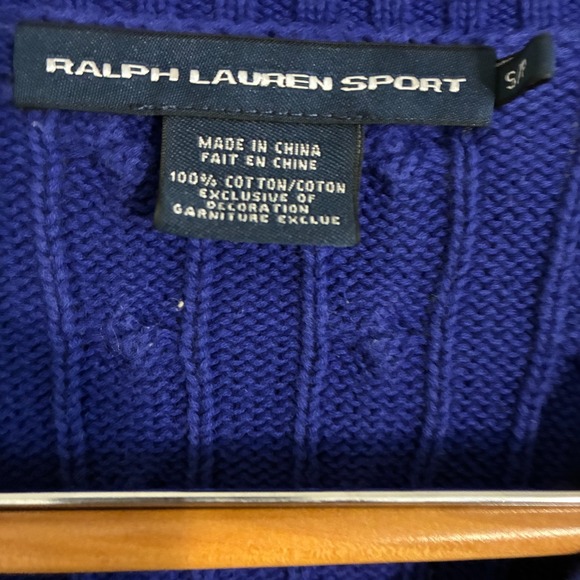 RALPH LAUREN SPORT
S/P
MADE IN CHINA
FAIT EN CHINE
100% COTTON/COTON
EXCLUSIVE OF
DECORATION
GARNITURE EXCLUE